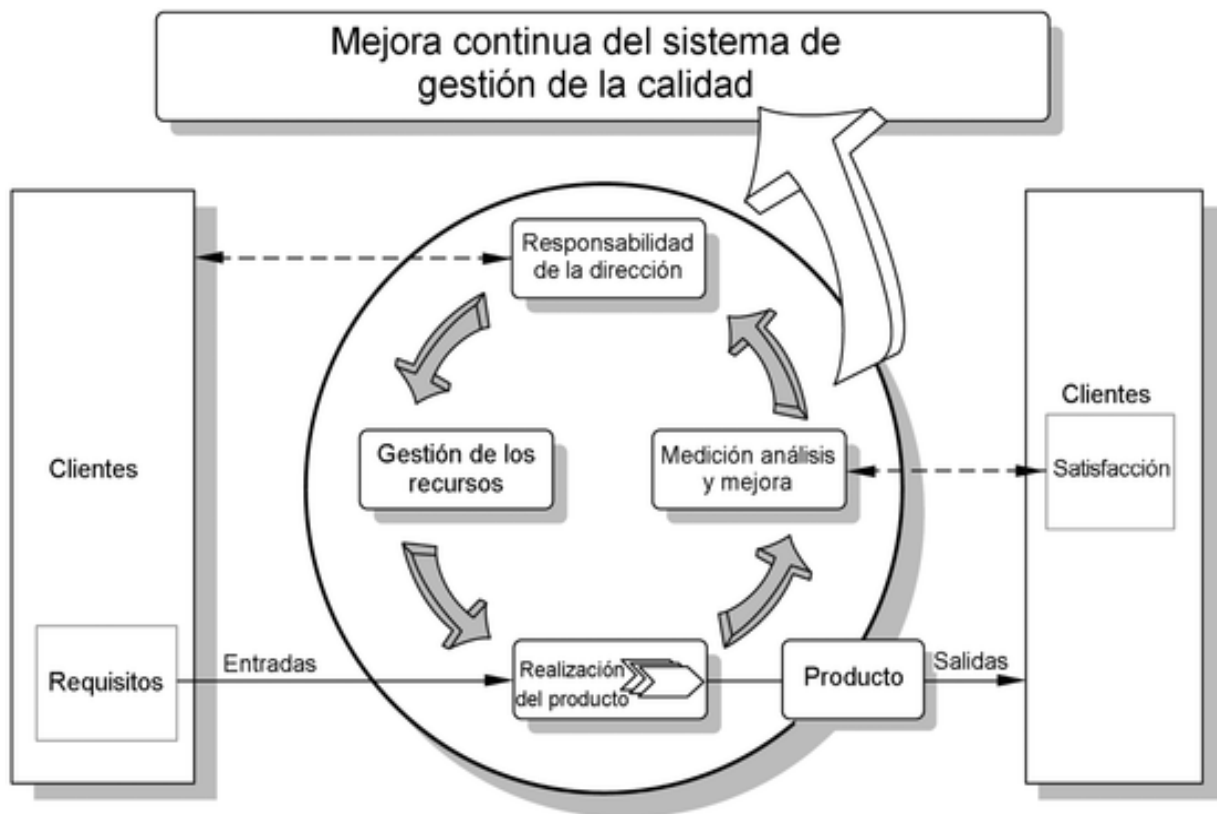 Mejora continua del sistema de
gestión de la calidad
Responsabilidad
de la dirección
Clientes
Gestión de los
recursos
Medición análisis
y mejora
Clientes
Satisfacción
Requisitos
Entradas
Realización
del producto
Producto
Salidas